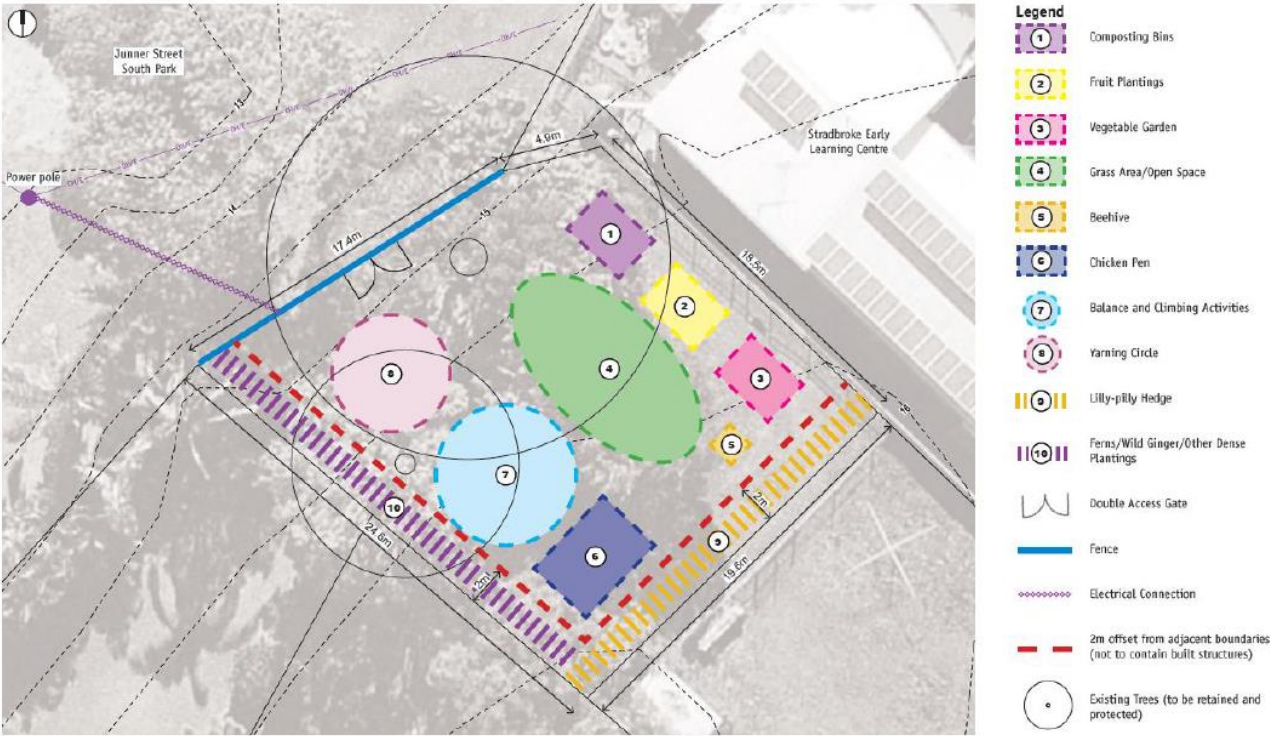 Junner Street
South Park
Power pole
Stradbroke Early
Learning Centre
13
14
15
16
4.9m
17.4m
18.5m
24.6m
19.6m
2m
2m
1
2
3
4
5
6
7
8
9
10
Legend
1 Composting Bins
2 Fruit Plantings
3 Vegetable Garden
4 Grass Area/Open Space
5 Beehive
6 Chicken Pen
7 Balance and Climbing Activities
8 Yarning Circle
9 Lilly-pilly Hedge
10 Ferns/Wild Ginger/Other Dense
Plantings
Double Access Gate
Fence
Electrical Connection
2m offset from adjacent boundaries
(not to contain built structures)
Existing Trees (to be retained and
protected)